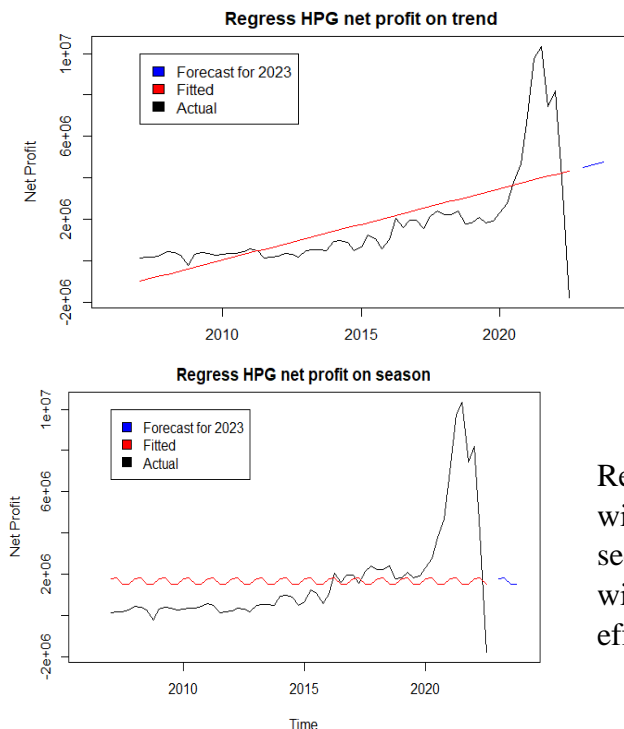 Regress HPG net profit on trend
Net Profit
1e+07
6e+06
2e+06
-2e+06
Forecast for 2023
Fitted
Actual
2010
2015
2020
Regress HPG net profit on season
Net Profit
1e+07
6e+06
2e+06
-2e+06
Forecast for 2023
Fitted
Actual
2010
2015
2020
Time
Re
wi
se
wi
eff